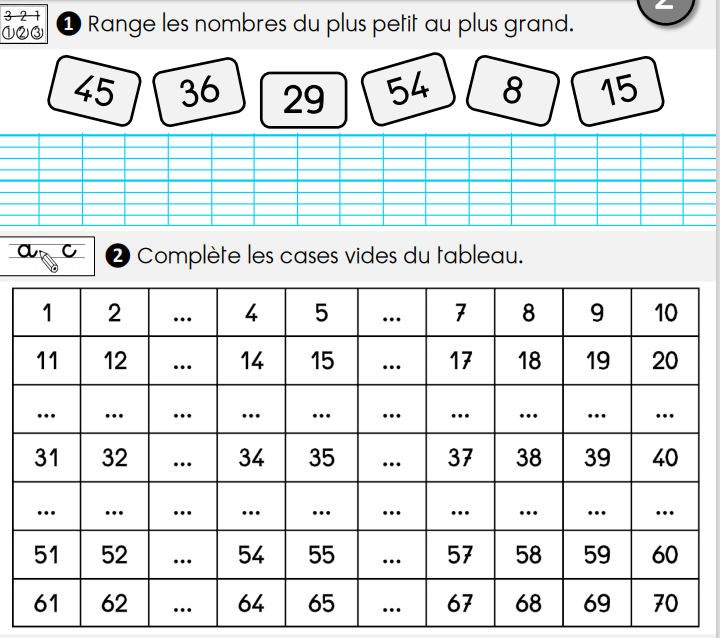 2
3 2 1
①②③
1 Range les nombres du plus petit au plus grand.
45 36 29 54 8 15
a c
2 Complète les cases vides du tableau.
1 2 ... 4 5 ... 7 8 9 10
11 12 ... 14 15 ... 17 18 19 20
... ... ... ... ... ... ... ... ... ...
31 32 ... 34 35 ... 37 38 39 40
... ... ... ... ... ... ... ... ... ...
51 52 ... 54 55 ... 57 58 59 60
61 62 ... 64 65 ... 67 68 69 70